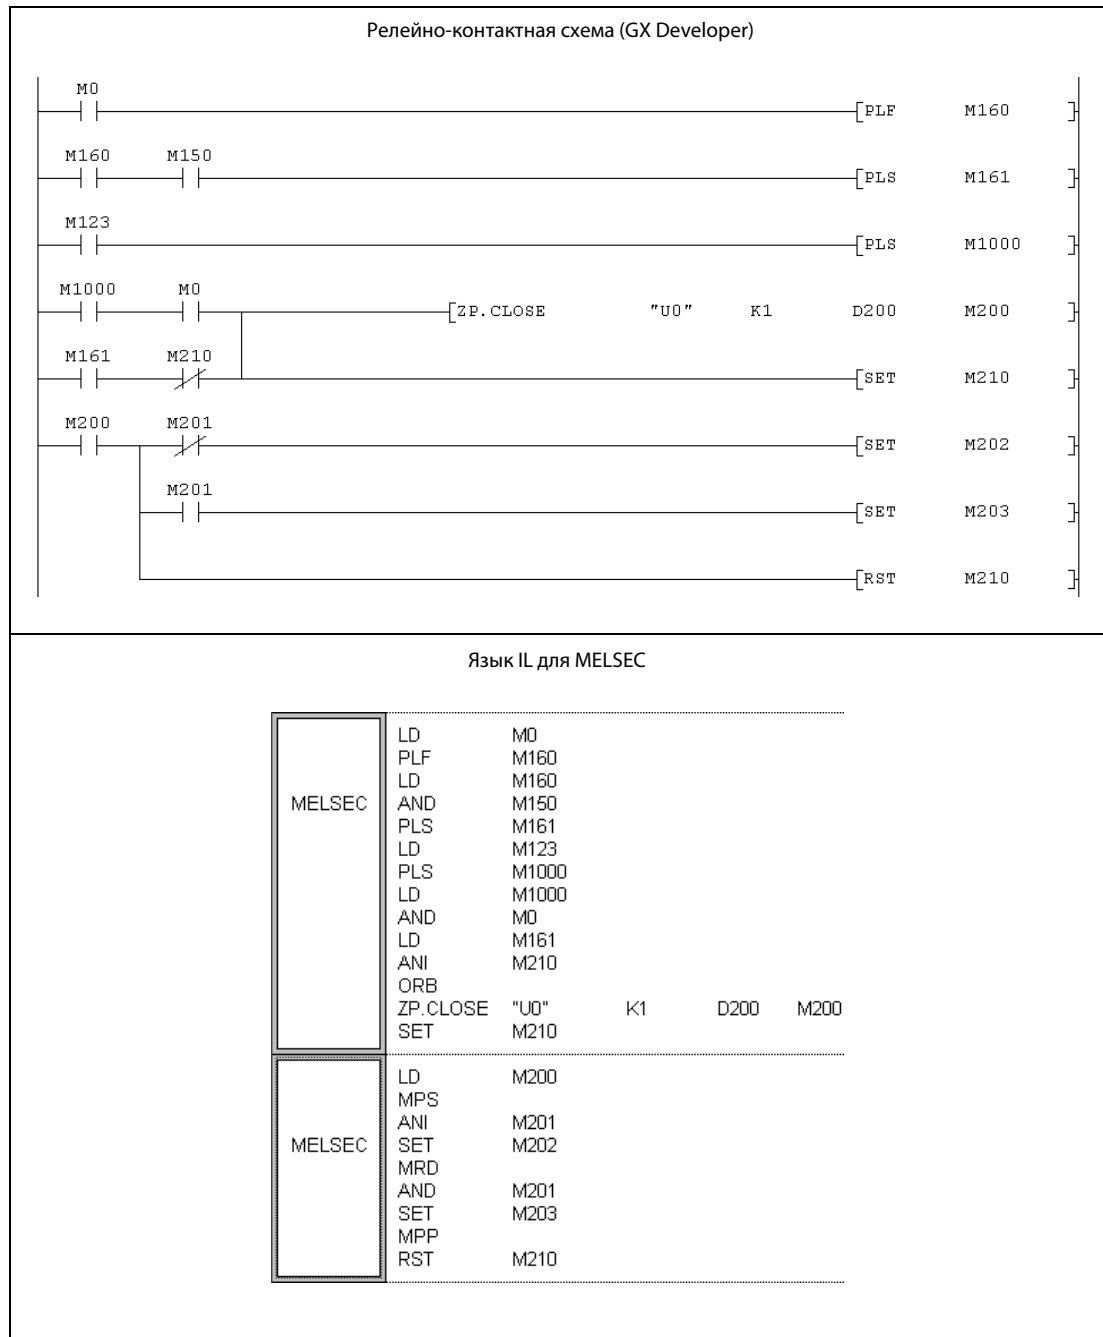 Релейно-контактная схема (GX Developer)
M0
[PLF M160 ]
M160 M150
[PLS M161 ]
M123
[PLS M1000 ]
M1000 M0
[ZP.CLOSE "U0" K1 D200 M200 ]
M161 M210
[SET M210 ]
M200 M201
[SET M202 ]
M201
[SET M203 ]
[RST M210 ]
Язык IL для MELSEC
LD M0
PLF M160
LD M160
MELSEC AND M150
PLS M161
LD M123
PLS M1000
LD M1000
AND M0
LD M161
ANI M210
ORB
ZP.CLOSE "U0" K1 D200 M200
SET M210
LD M200
MPS
ANI M201
MELSEC SET M202
MRD
AND M201
SET M203
MPP
RST M210